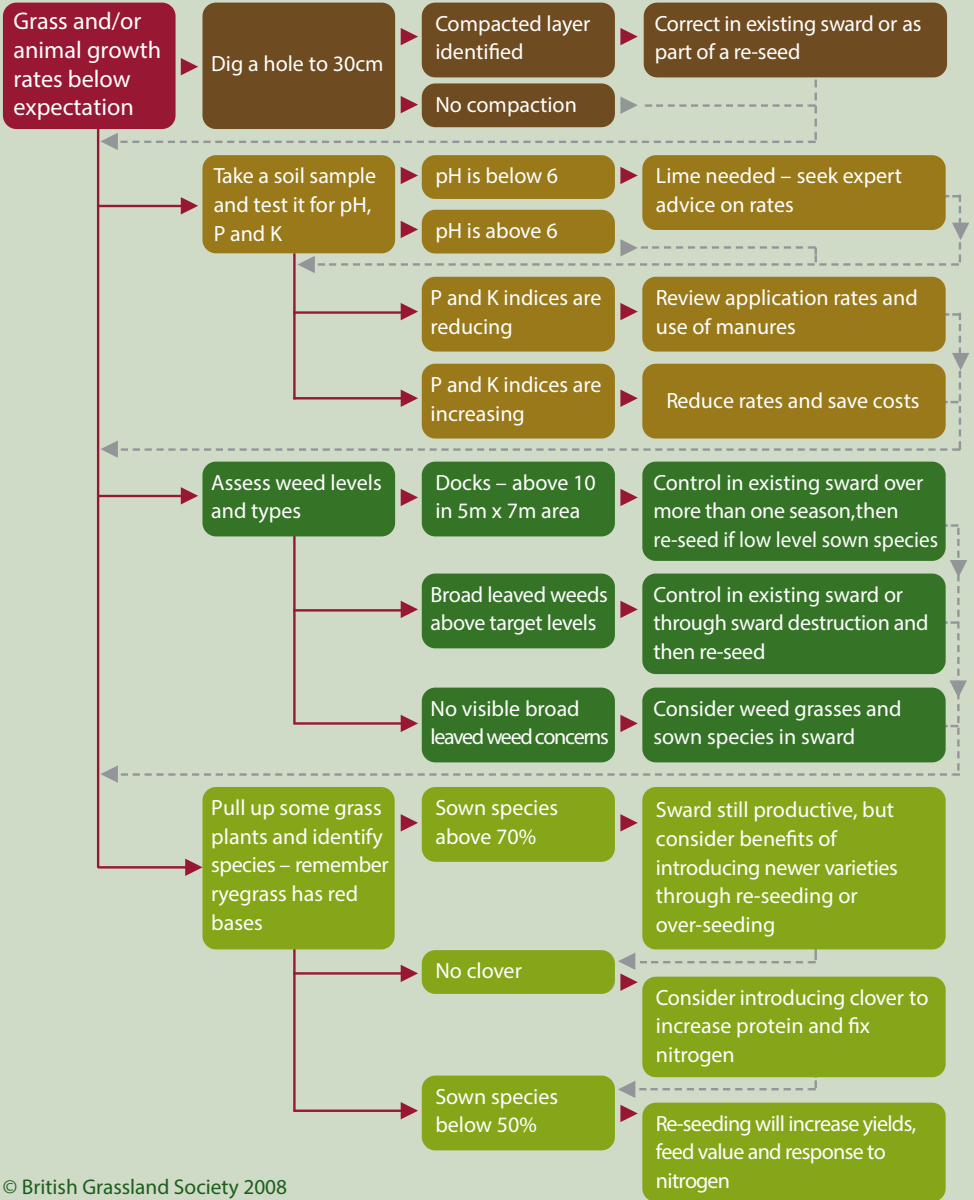 Grass and/or
animal growth
rates below
expectation
Dig a hole to 30cm
Compacted layer
identified
Correct in existing sward or as
part of a re-seed
No compaction
Take a soil sample
and test it for pH,
P and K
pH is below 6
Lime needed – seek expert
advice on rates
pH is above 6
P and K indices are
reducing
Review application rates and
use of manures
P and K indices are
increasing
Reduce rates and save costs
Assess weed levels
and types
Docks – above 10
in 5m x 7m area
Control in existing sward over
more than one season,then
re-seed if low level sown species
Broad leaved weeds
above target levels
Control in existing sward or
through sward destruction and
then re-seed
No visible broad
leaved weed concerns
Consider weed grasses and
sown species in sward
Pull up some grass
plants and identify
species – remember
ryegrass has red
bases
Sown species
above 70%
Sward still productive, but
consider benefits of
introducing newer varieties
through re-seeding or
over-seeding
No clover
Consider introducing clover to
increase protein and fix
nitrogen
Sown species
below 50%
Re-seeding will increase yields,
feed value and response to
nitrogen
© British Grassland Society 2008